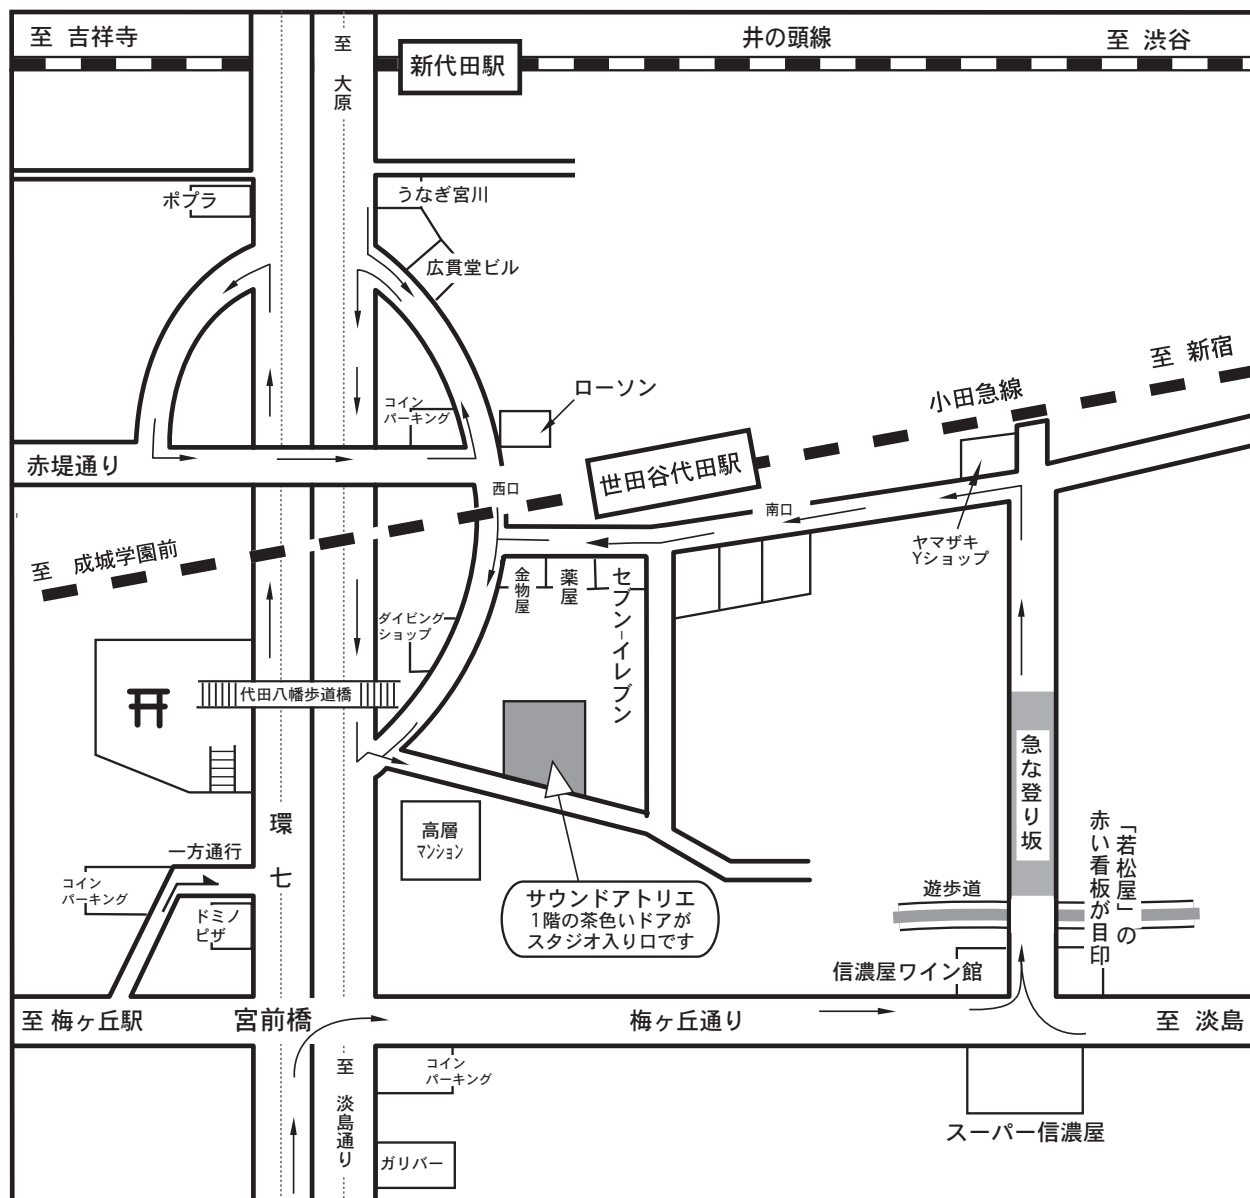 至 吉祥寺
井の頭線
至 渋谷
新代田駅
至 大原
ポプラ
うなぎ宮川
広貫堂ビル
至 新宿
小田急線
ローソン
コイン
パーキング
世田谷代田駅
赤堤通り
西口
南口
ヤマザキ
Yショップ
至 成城学園前
金物屋
薬屋
セブン-イレブン
ダイビング
ショップ
代田八幡歩道橋
急な登り坂
環七
高層
マンション
一方通行
コイン
パーキング
ドミノ
ピザ
サウンドアトリエ
1階の茶色いドアが
スタジオ入り口です
遊歩道
「若松屋」の
赤い看板が目印
信濃屋ワイン館
至 梅ヶ丘駅
宮前橋
梅ヶ丘通り
至 淡島
コイン
パーキング
至 淡島通り
スーパー信濃屋
ガリバー